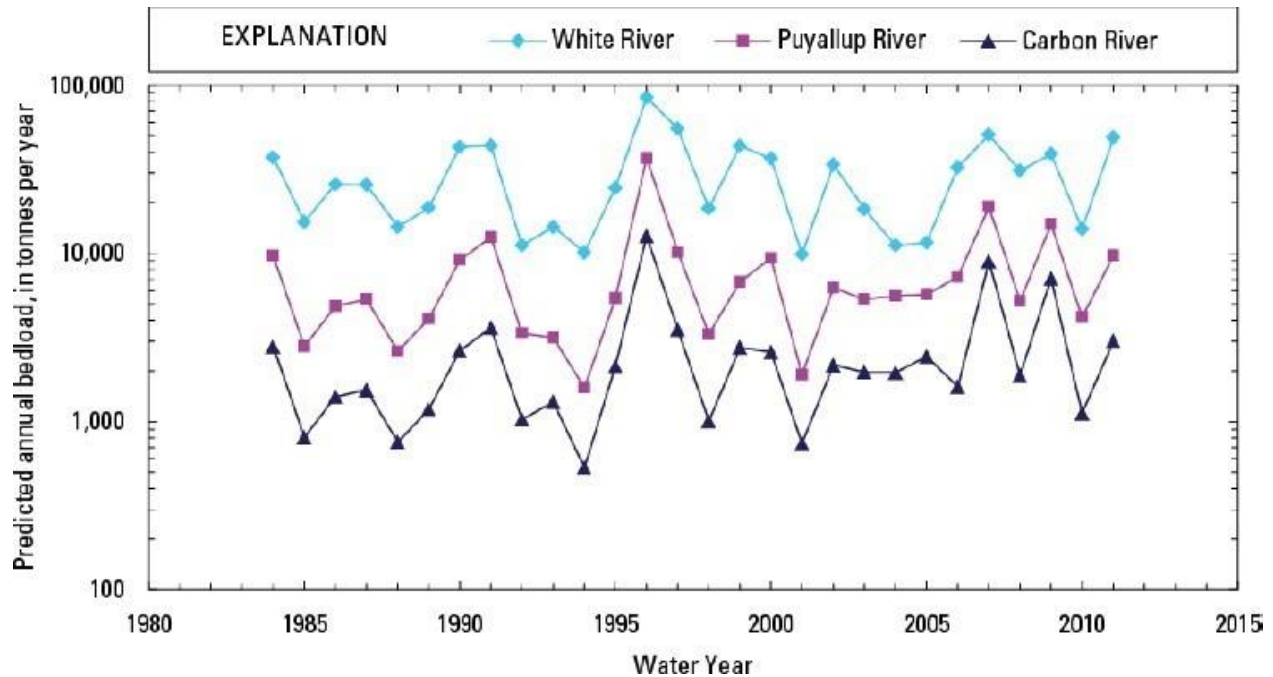 EXPLANATION White River Puyallup River Carbon River
Predicted annual bedload, in tonnes per year
100,000
10,000
1,000
100
1980 1985 1990 1995 2000 2005 2010 2015
Water Year